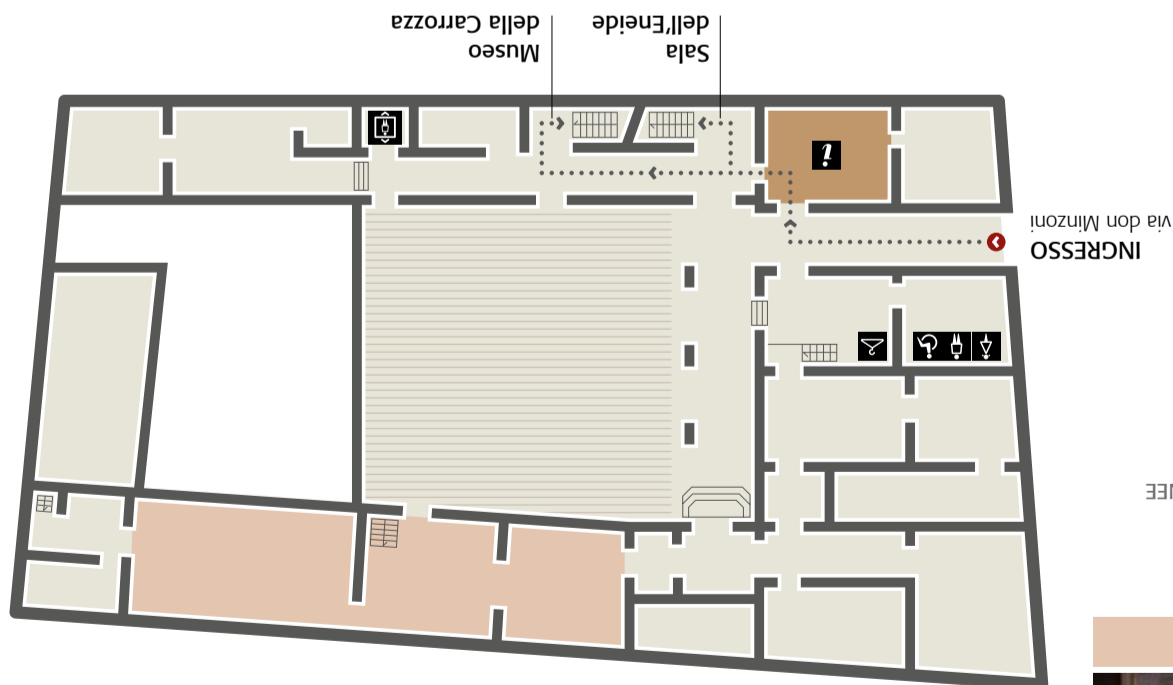 INGRESSO
via don Minzoni
Sala
dell'Eneide
Museo
della Carrozza
i